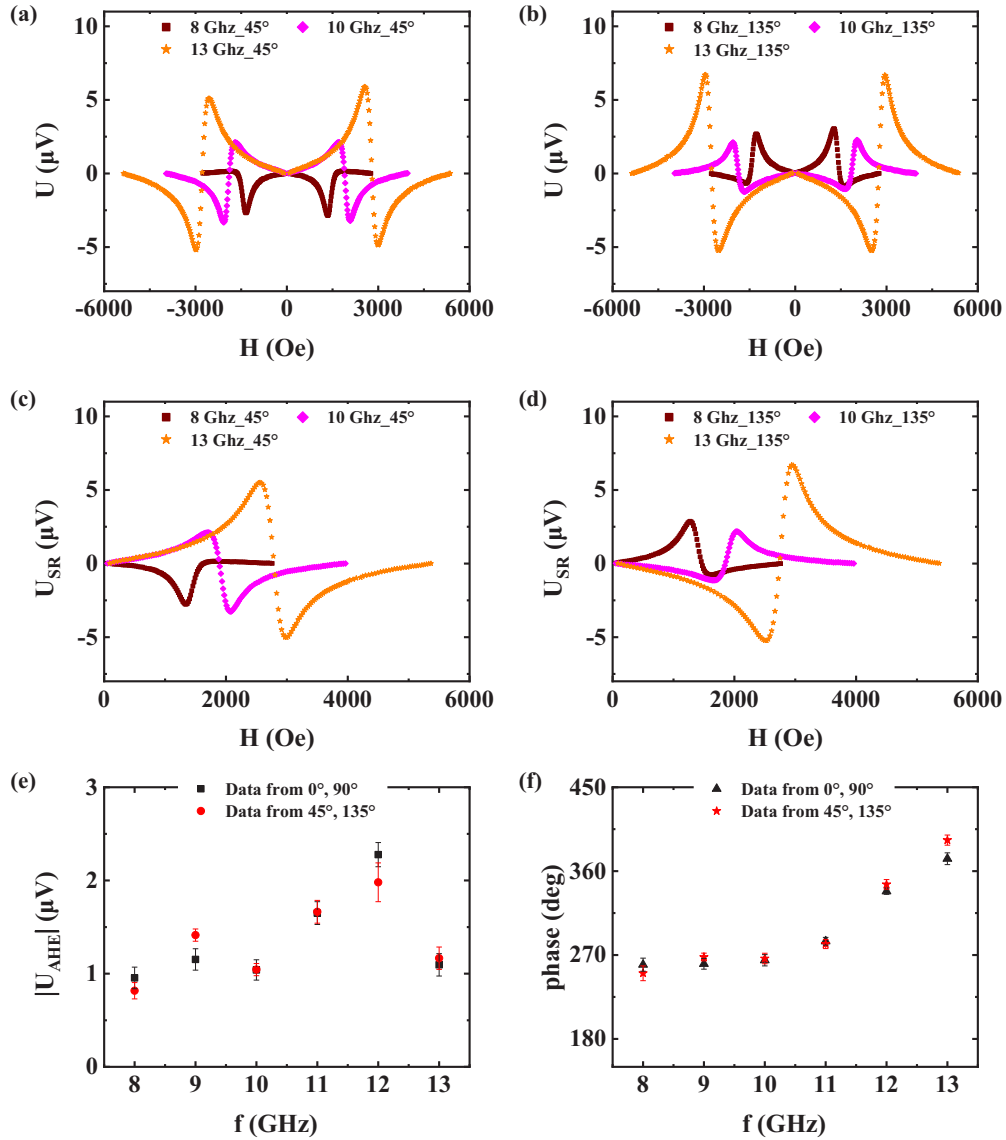 (a)
8 Ghz_45° 10 Ghz_45°
13 Ghz_45°
U (µV)
10
5
0
-5
-6000 -3000 0 3000 6000
H (Oe)
(b)
8 Ghz_135° 10 Ghz_135°
13 Ghz_135°
U (µV)
10
5
0
-5
-6000 -3000 0 3000 6000
H (Oe)
(c)
8 Ghz_45° 10 Ghz_45°
13 Ghz_45°
U_SR (µV)
10
5
0
-5
0 2000 4000 6000
H (Oe)
(d)
8 Ghz_135° 10 Ghz_135°
13 Ghz_135°
U_SR (µV)
10
5
0
-5
0 2000 4000 6000
H (Oe)
(e)
Data from 0°, 90°
Data from 45°, 135°
|U_AHE| (µV)
3
2
1
0
8 9 10 11 12 13
f (GHz)
(f)
Data from 0°, 90°
Data from 45°, 135°
phase (deg)
450
360
270
180
8 9 10 11 12 13
f (GHz)